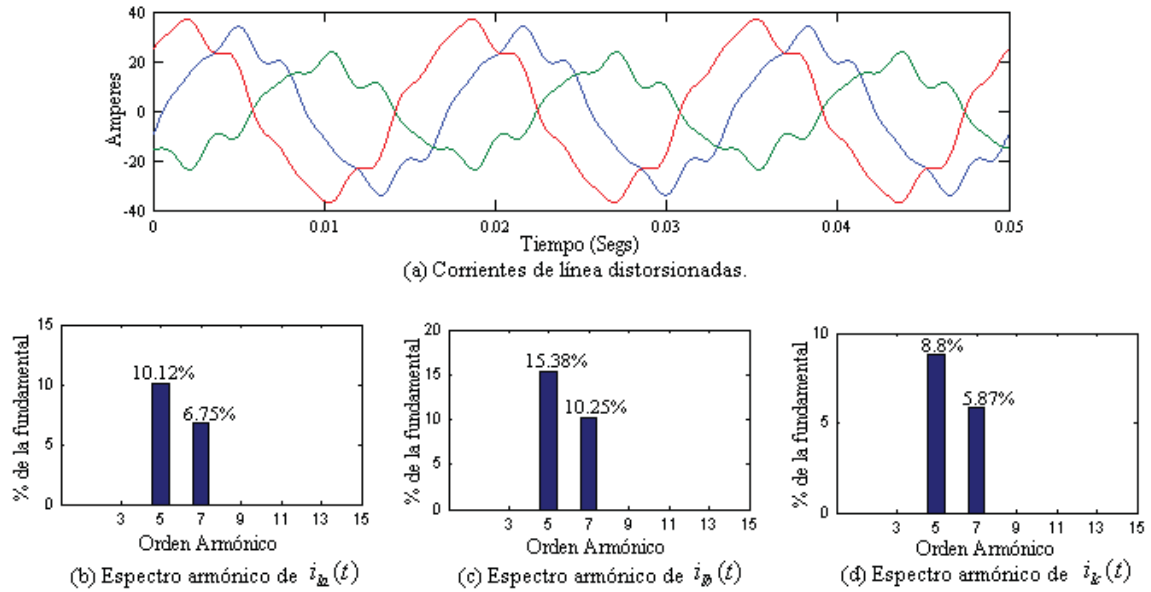 40
20
0
-20
-40
Amperes
0
0.01
0.02
0.03
0.04
0.05
Tiempo (Segs)
(a) Corrientes de línea distorsionadas.
15
10
5
0
% de la fundamental
10.12%
6.75%
3 5 7 9 11 13 15
Orden Armónico
(b) Espectro armónico de i_la(t)
20
15
10
5
0
% de la fundamental
15.38%
10.25%
3 5 7 9 11 13 15
Orden Armónico
(c) Espectro armónico de i_lb(t)
10
5
0
% de la fundamental
8.8%
5.87%
3 5 7 9 11 13 15
Orden Armónico
(d) Espectro armónico de i_lc(t)